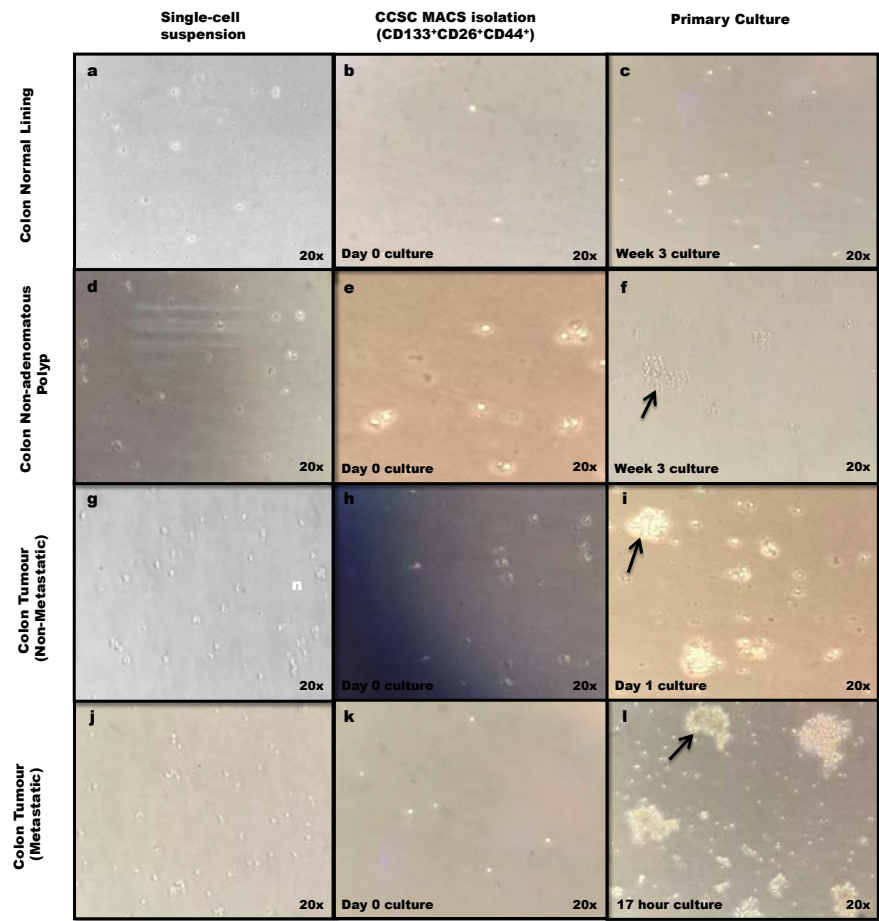 Single-cell
suspension
CCSC MACS isolation
(CD133⁺CD26⁺CD44⁺)
Primary Culture
Colon Normal Lining
a
20x
b
Day 0 culture
20x
c
Week 3 culture
20x
Colon Non-adenomatous
Polyp
d
20x
e
Day 0 culture
20x
f
Week 3 culture
20x
Colon Tumour
(Non-Metastatic)
g
n
20x
h
Day 0 culture
20x
i
Day 1 culture
20x
Colon Tumour
(Metastatic)
j
20x
k
Day 0 culture
20x
l
17 hour culture
20x